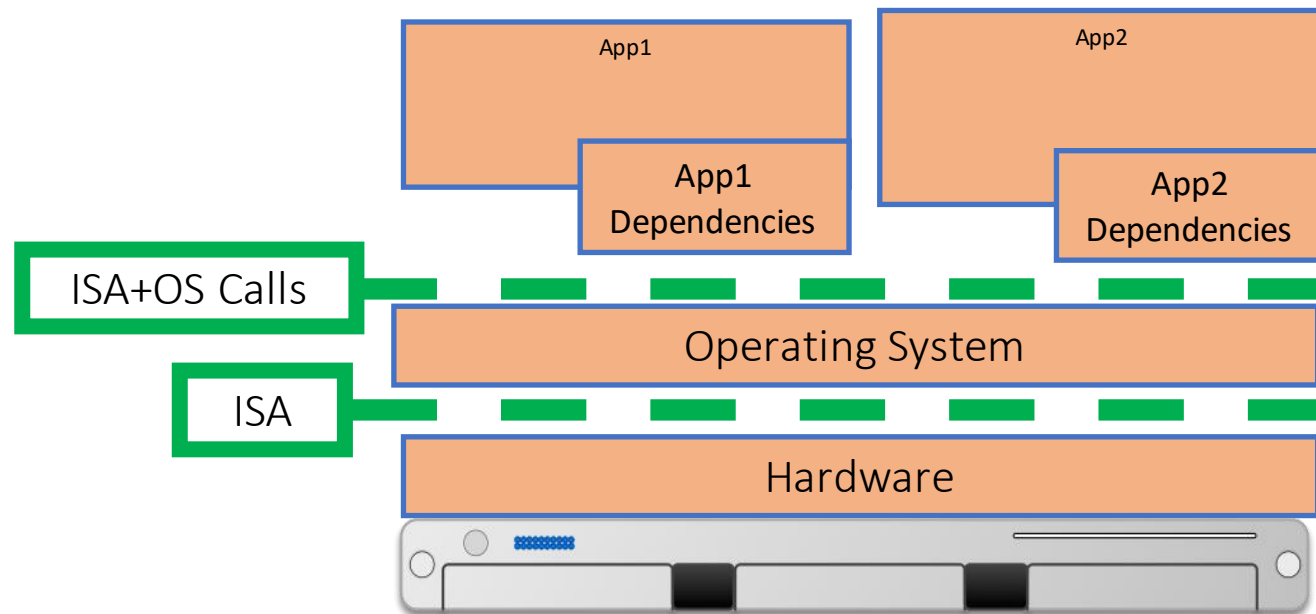 App1
App2
App1
Dependencies
App2
Dependencies
ISA+OS Calls
Operating System
ISA
Hardware